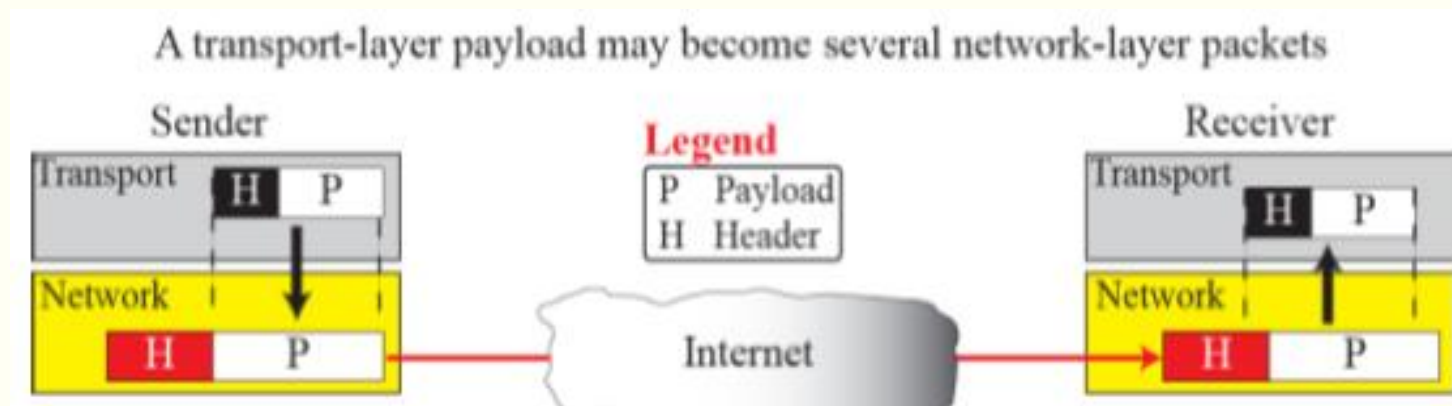 A transport-layer payload may become several network-layer packets
Sender
Transport
H P
Network
H P
Legend
P Payload
H Header
Internet
Receiver
Transport
H P
Network
H P